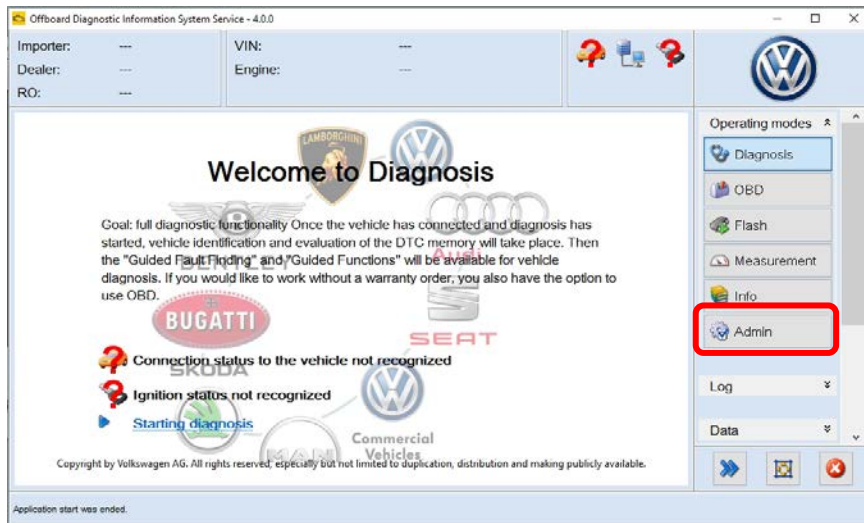 Offboard Diagnostic Information System Service - 4.0.0
Importer: ---
VIN: ---
Dealer: ---
Engine: ---
RO: ---
Operating modes
LAMBORGHINI
Welcome to Diagnosis
Diagnosis
OBD
Goal: full diagnostic functionality Once the vehicle has connected and diagnosis has
started, vehicle identification and evaluation of the DTC memory will take place. Then
the "Guided Fault Finding" and "Guided Functions" will be available for vehicle
diagnosis. If you would like to work without a warranty order, you also have the option to
use OBD.
Flash
Measurement
Info
Admin
BENTLEY
Audi
BUGATTI
SEAT
Connection status to the vehicle not recognized
SKODA
Ignition status not recognized
Starting diagnosis
MAN
Commercial
Vehicles
Copyright by Volkswagen AG. All rights reserved, especially but not limited to duplication, distribution and making publicly available.
Log
Data
Application start was ended.